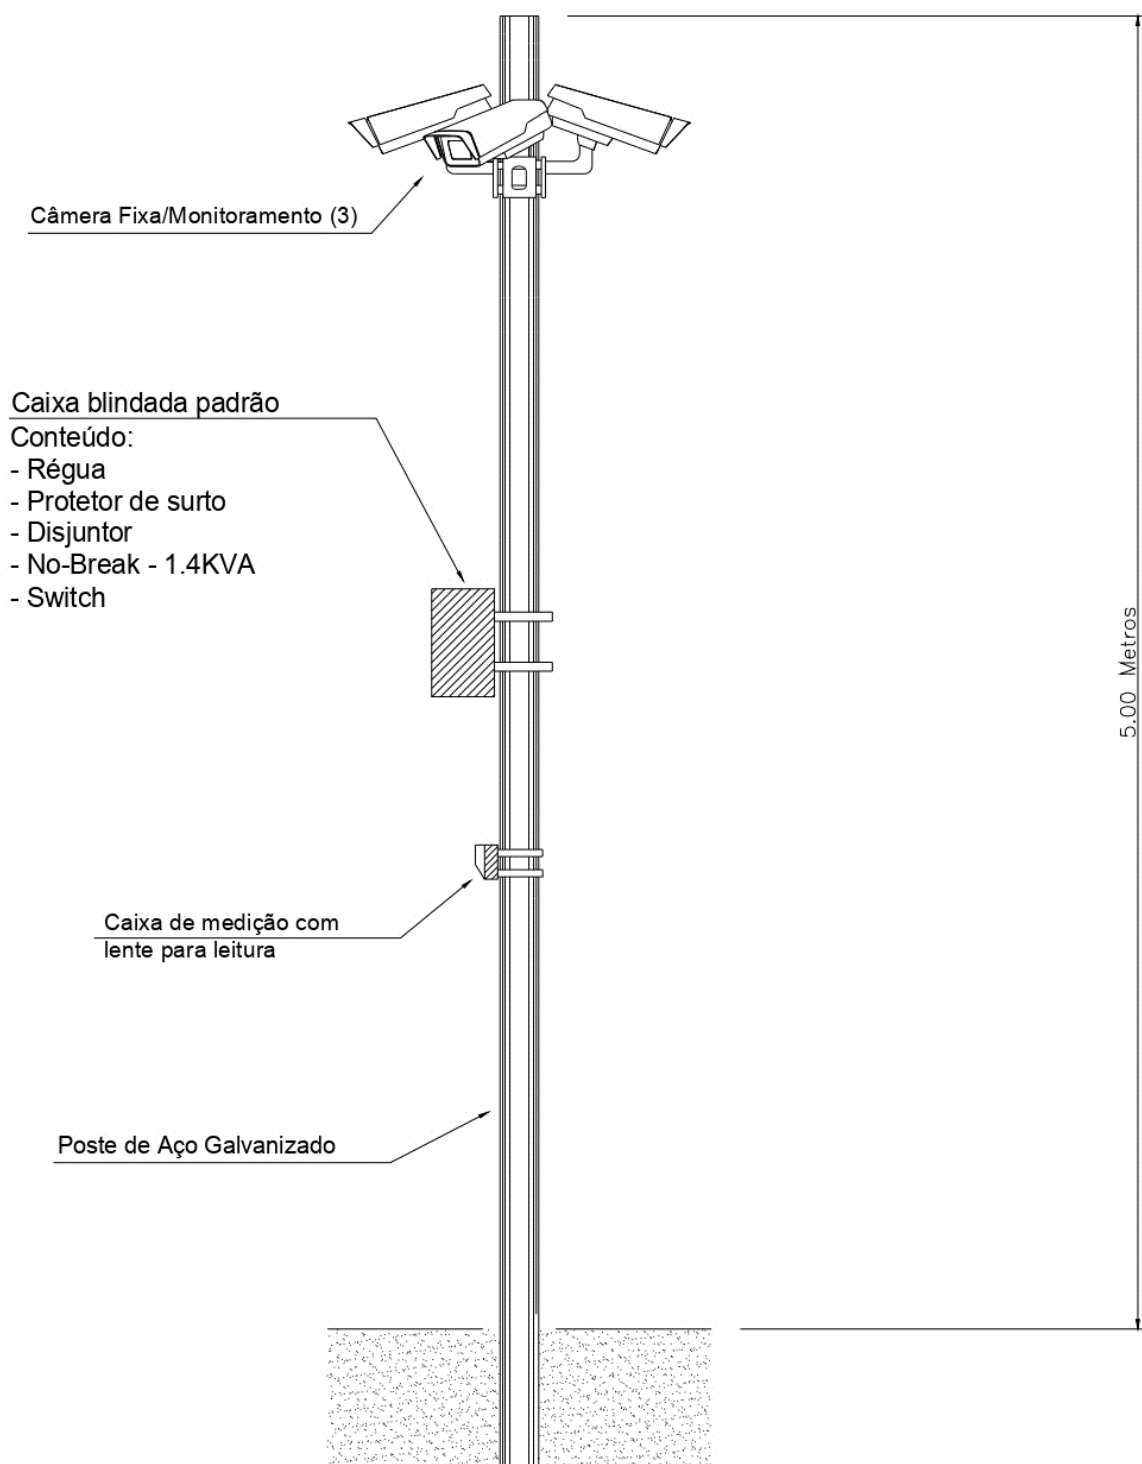 Câmera Fixa/Monitoramento (3)
Caixa blindada padrão
Conteúdo:
- Régua
- Protetor de surto
- Disjuntor
- No-Break - 1.4KVA
- Switch
5.00 Metros
Caixa de medição com
lente para leitura
Poste de Aço Galvanizado